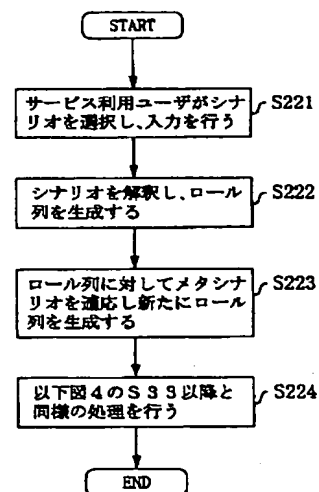 START
サービス利用ユーザがシナ
リオを選択し、入力を行う
S221
シナリオを解釈し、ロール
列を生成する
S222
ロール列に対してメタシナ
リオを適応し新たにロール
列を生成する
S223
以下図4のS33以降と
同様の処理を行う
S224
END